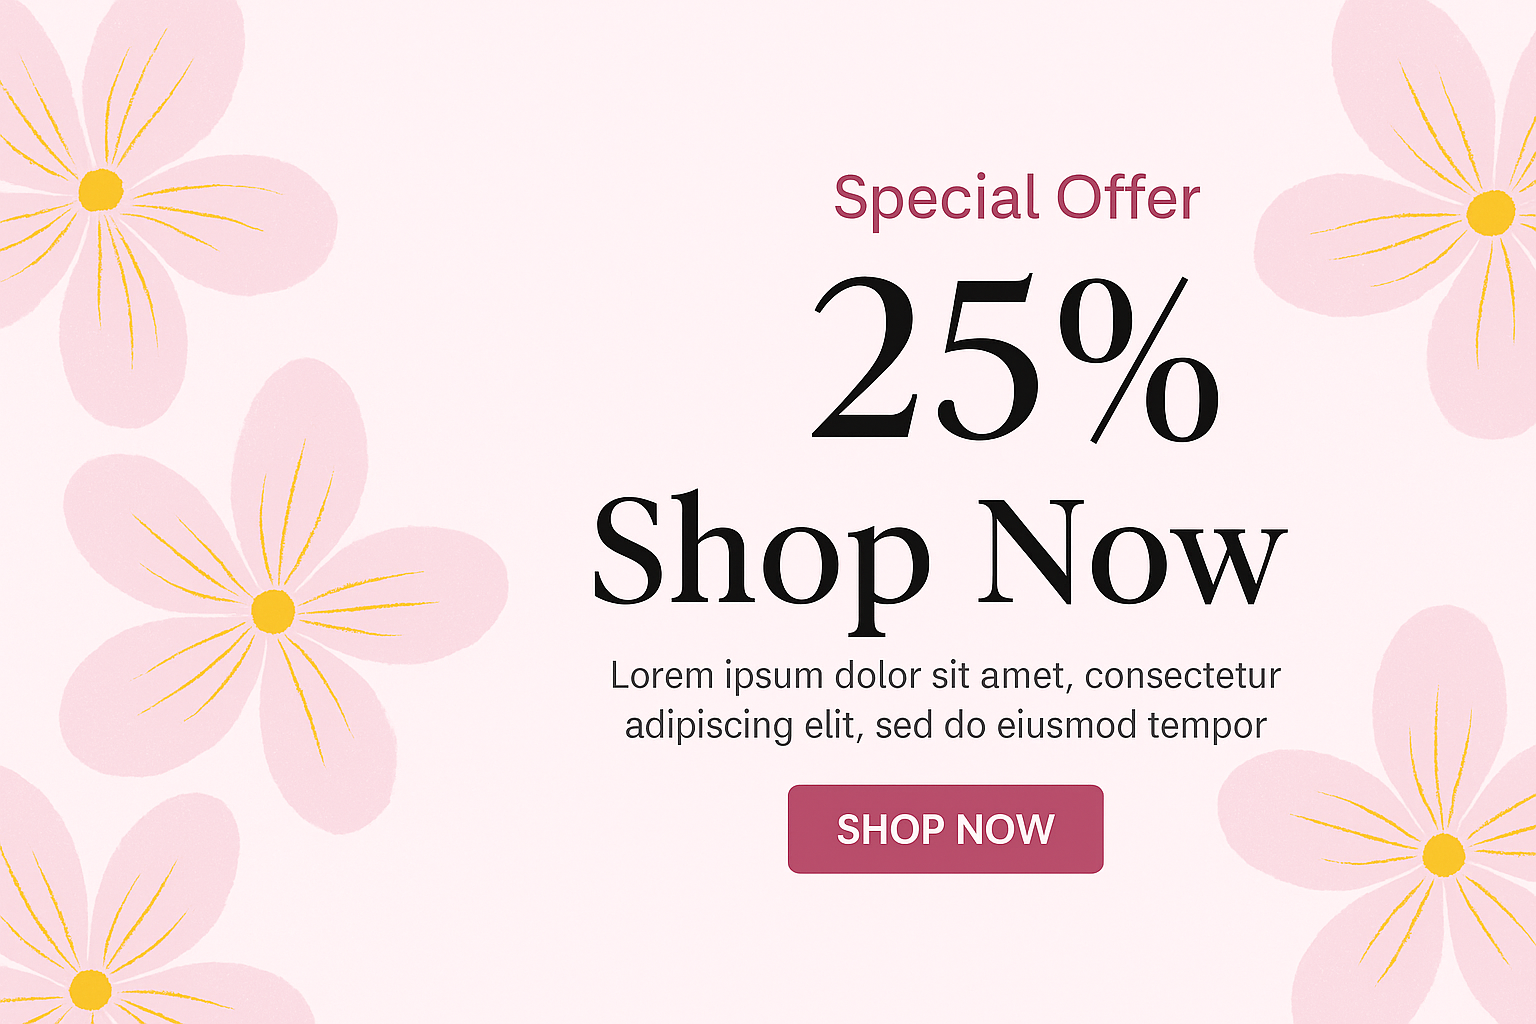 Special Offer
25%
Shop Now
Lorem ipsum dolor sit amet, consectetur
adipiscing elit, sed do eiusmod tempor
SHOP NOW